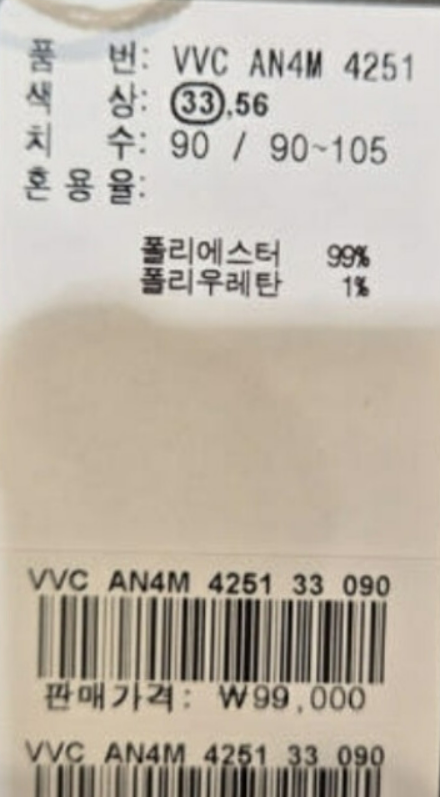 품 번: VVC AN4M 4251
색 상: 33,56
치 수: 90 / 90~105
혼용율:
폴리에스터 99%
폴리우레탄 1%
VVC AN4M 4251 33 090
판매가격: ₩99,000
VVC AN4M 4251 33 090